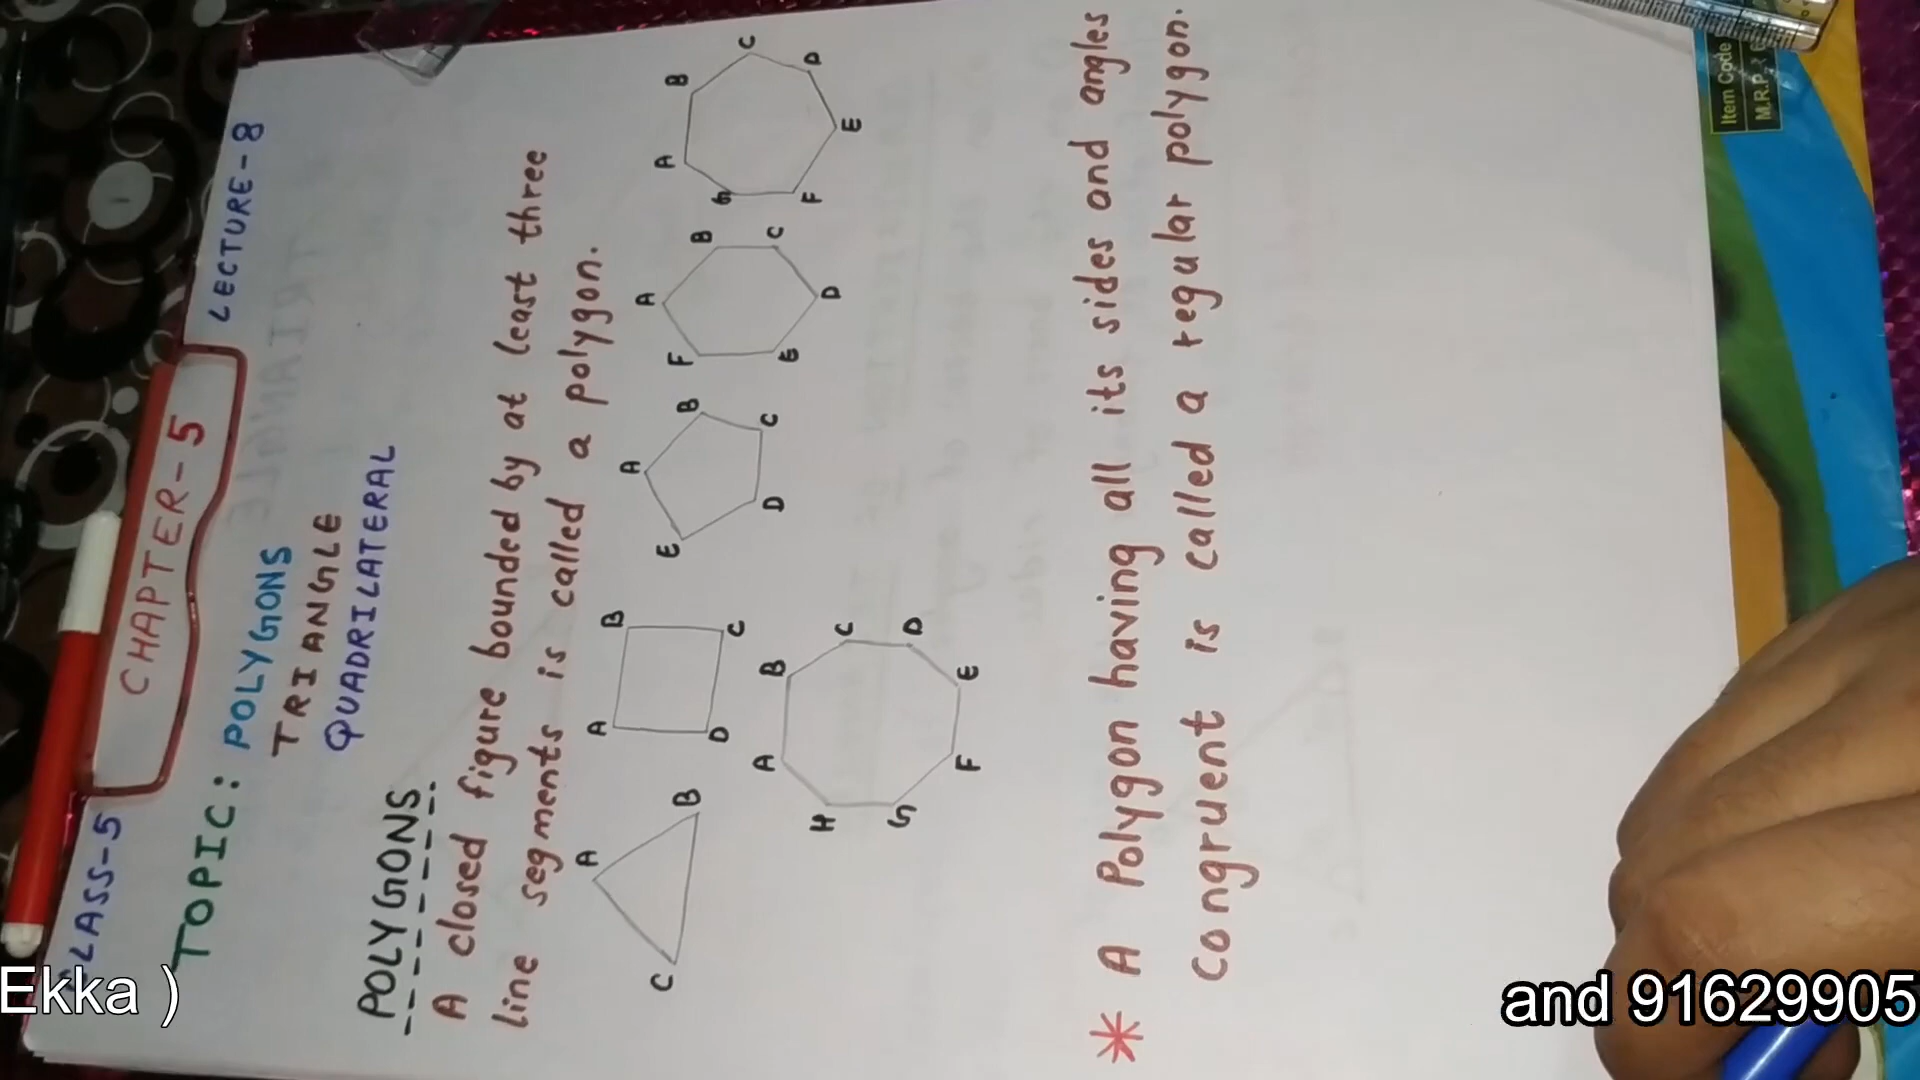 CLASS-5
CHAPTER-5
LECTURE-8
TOPIC: POLYGONS
TRIANGLE
QUADRILATERAL
POLYGONS
A closed figure bounded by at least three
line segments is called a polygon.
A
B
C
A
B
C
D
A
B
C
D
E
A
B
C
D
E
F
A
B
C
D
E
F
G
A
B
C
D
E
F
G
H
* A Polygon having all its sides and angles
Congruent is called a regular polygon.
Item Code
M.R.P.
Ekka )
and 91629905